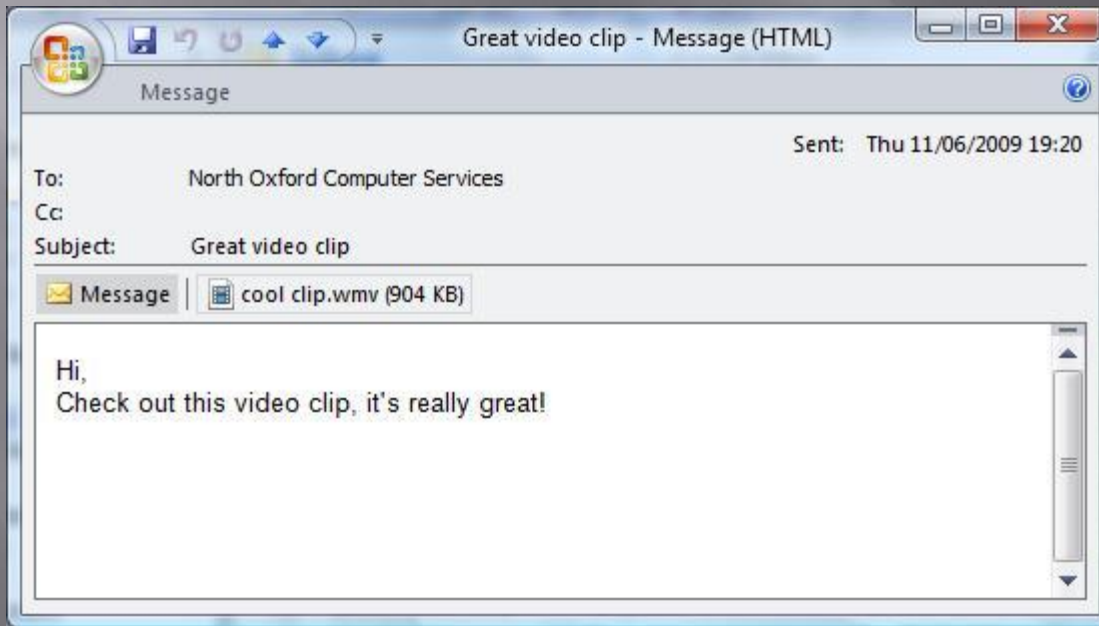 Great video clip - Message (HTML)
Message
Sent: Thu 11/06/2009 19:20
To: North Oxford Computer Services
Cc:
Subject: Great video clip
Message cool clip.wmv (904 KB)
Hi,
Check out this video clip, it's really great!